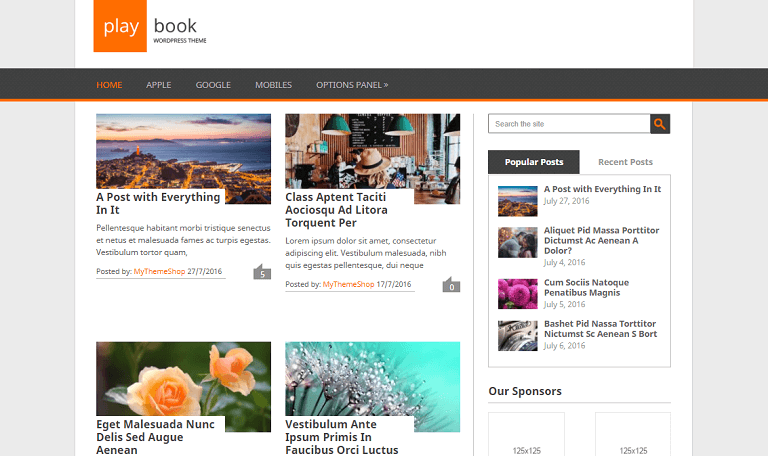 play book
WORDPRESS THEME
HOME APPLE GOOGLE MOBILES OPTIONS PANEL »
A Post with Everything
In It
Pellentesque habitant morbi tristique senectus
et netus et malesuada fames ac turpis egestas.
Vestibulum tortor quam,
Posted by: MyThemeShop 27/7/2016
5
Class Aptent Taciti
Aociosqu Ad Litora
Torquent Per
Lorem ipsum dolor sit amet, consectetur
adipiscing elit. Vestibulum malesuada, nibh
quis egestas pellentesque, dui neque
Posted by: MyThemeShop 17/7/2016
0
Eget Malesuada Nunc
Delis Sed Augue
Aenean
Vestibulum Ante
Ipsum Primis In
Faucibus Orci Luctus
Search the site
Popular Posts Recent Posts
A Post with Everything In It
July 27, 2016
Aliquet Pid Massa Porttitor
Dictumst Ac Aenean A
Dolor?
July 4, 2016
Cum Sociis Natoque
Penatibus Magnis
July 5, 2016
Bashet Pid Nassa Torttitor
Nictumst Sc Aenean S Bort
July 6, 2016
Our Sponsors
125x125 125x125